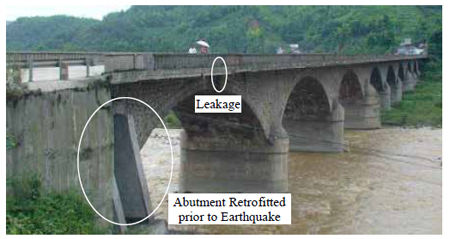 Leakage
Abutment Retrofitted
prior to Earthquake